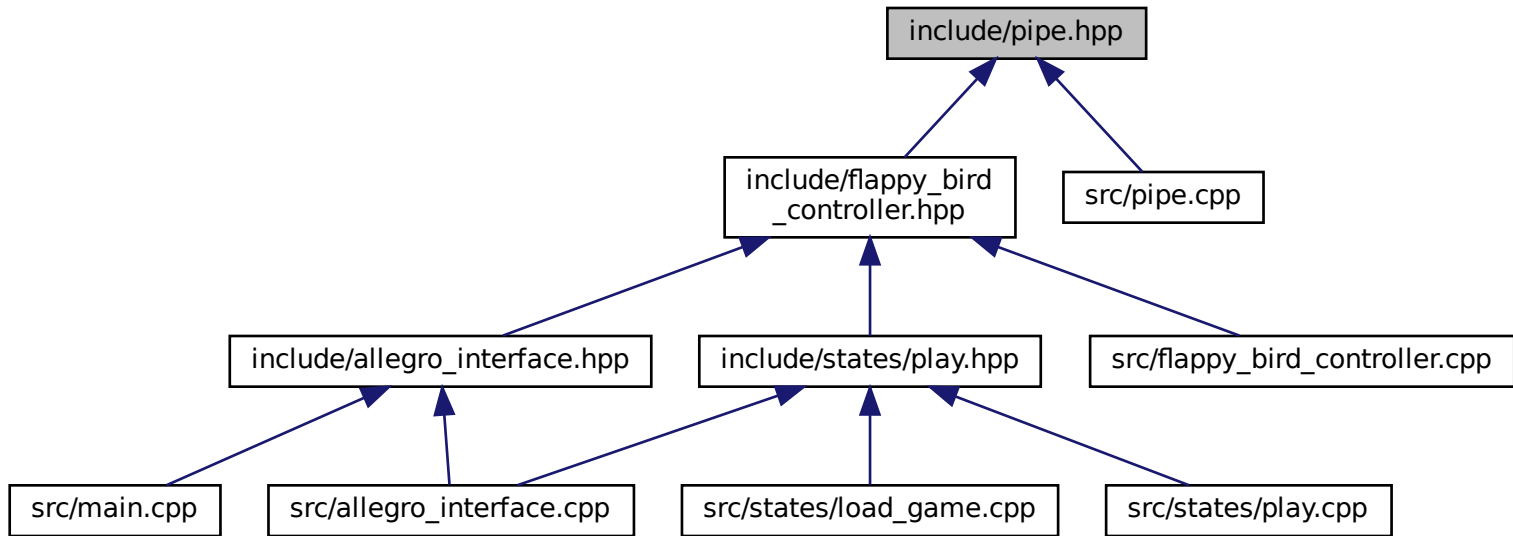 include/pipe.hpp
include/flappy_bird
_controller.hpp
src/pipe.cpp
include/allegro_interface.hpp
include/states/play.hpp
src/flappy_bird_controller.cpp
src/main.cpp
src/allegro_interface.cpp
src/states/load_game.cpp
src/states/play.cpp